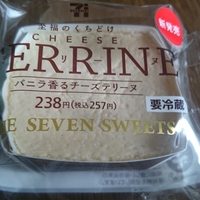 至福のくちどけ
新発売
CHEESE
ERRINE
リーヌ
バニラ香るチーズテリーヌ
238円(税込257円)
要冷蔵
E SEVEN SWEETS